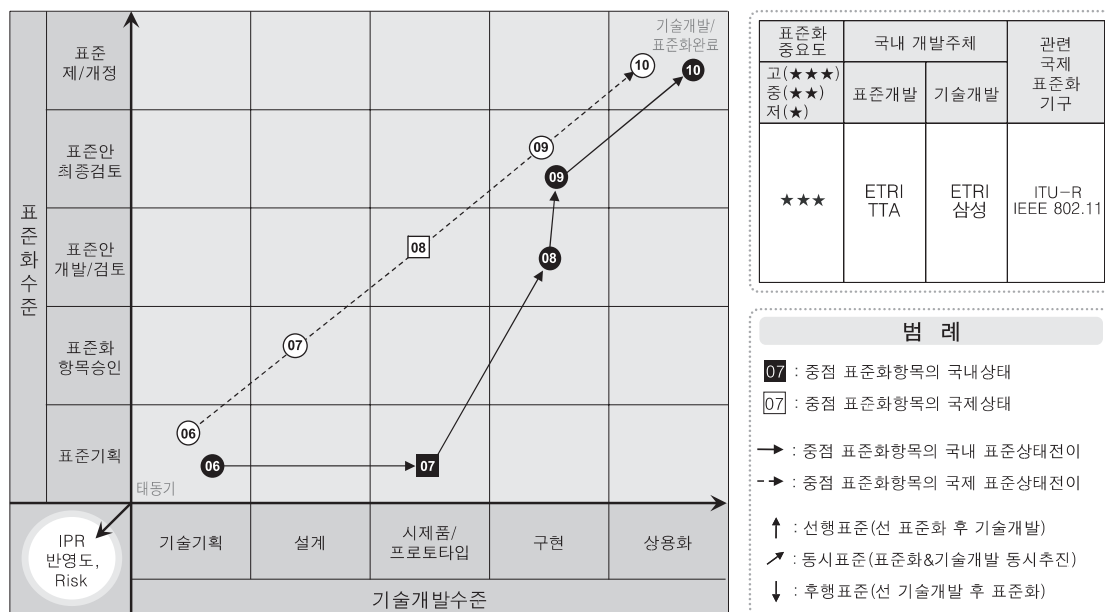 표준
제/개정
표준안
최종검토
표준안
개발/검토
표준화
항목승인
표준기획
표준화수준
기술개발/
표준화완료
10
10
09
09
08
08
07
07
06
06
태동기
IPR
반영도,
Risk
기술기획
설계
시제품/
프로토타입
구현
상용화
기술개발수준
표준화
중요도
국내 개발주체
관련
국제
표준화
기구
고(★★★)
중(★★)
저(★)
표준개발
기술개발
★★★
ETRI
TTA
ETRI
삼성
ITU-R
IEEE 802.11
범 례
07 : 중점 표준화항목의 국내상태
07 : 중점 표준화항목의 국제상태
: 중점 표준화항목의 국내 표준상태전이
: 중점 표준화항목의 국제 표준상태전이
: 선행표준(선 표준화 후 기술개발)
: 동시표준(표준화&기술개발 동시추진)
: 후행표준(선 기술개발 후 표준화)